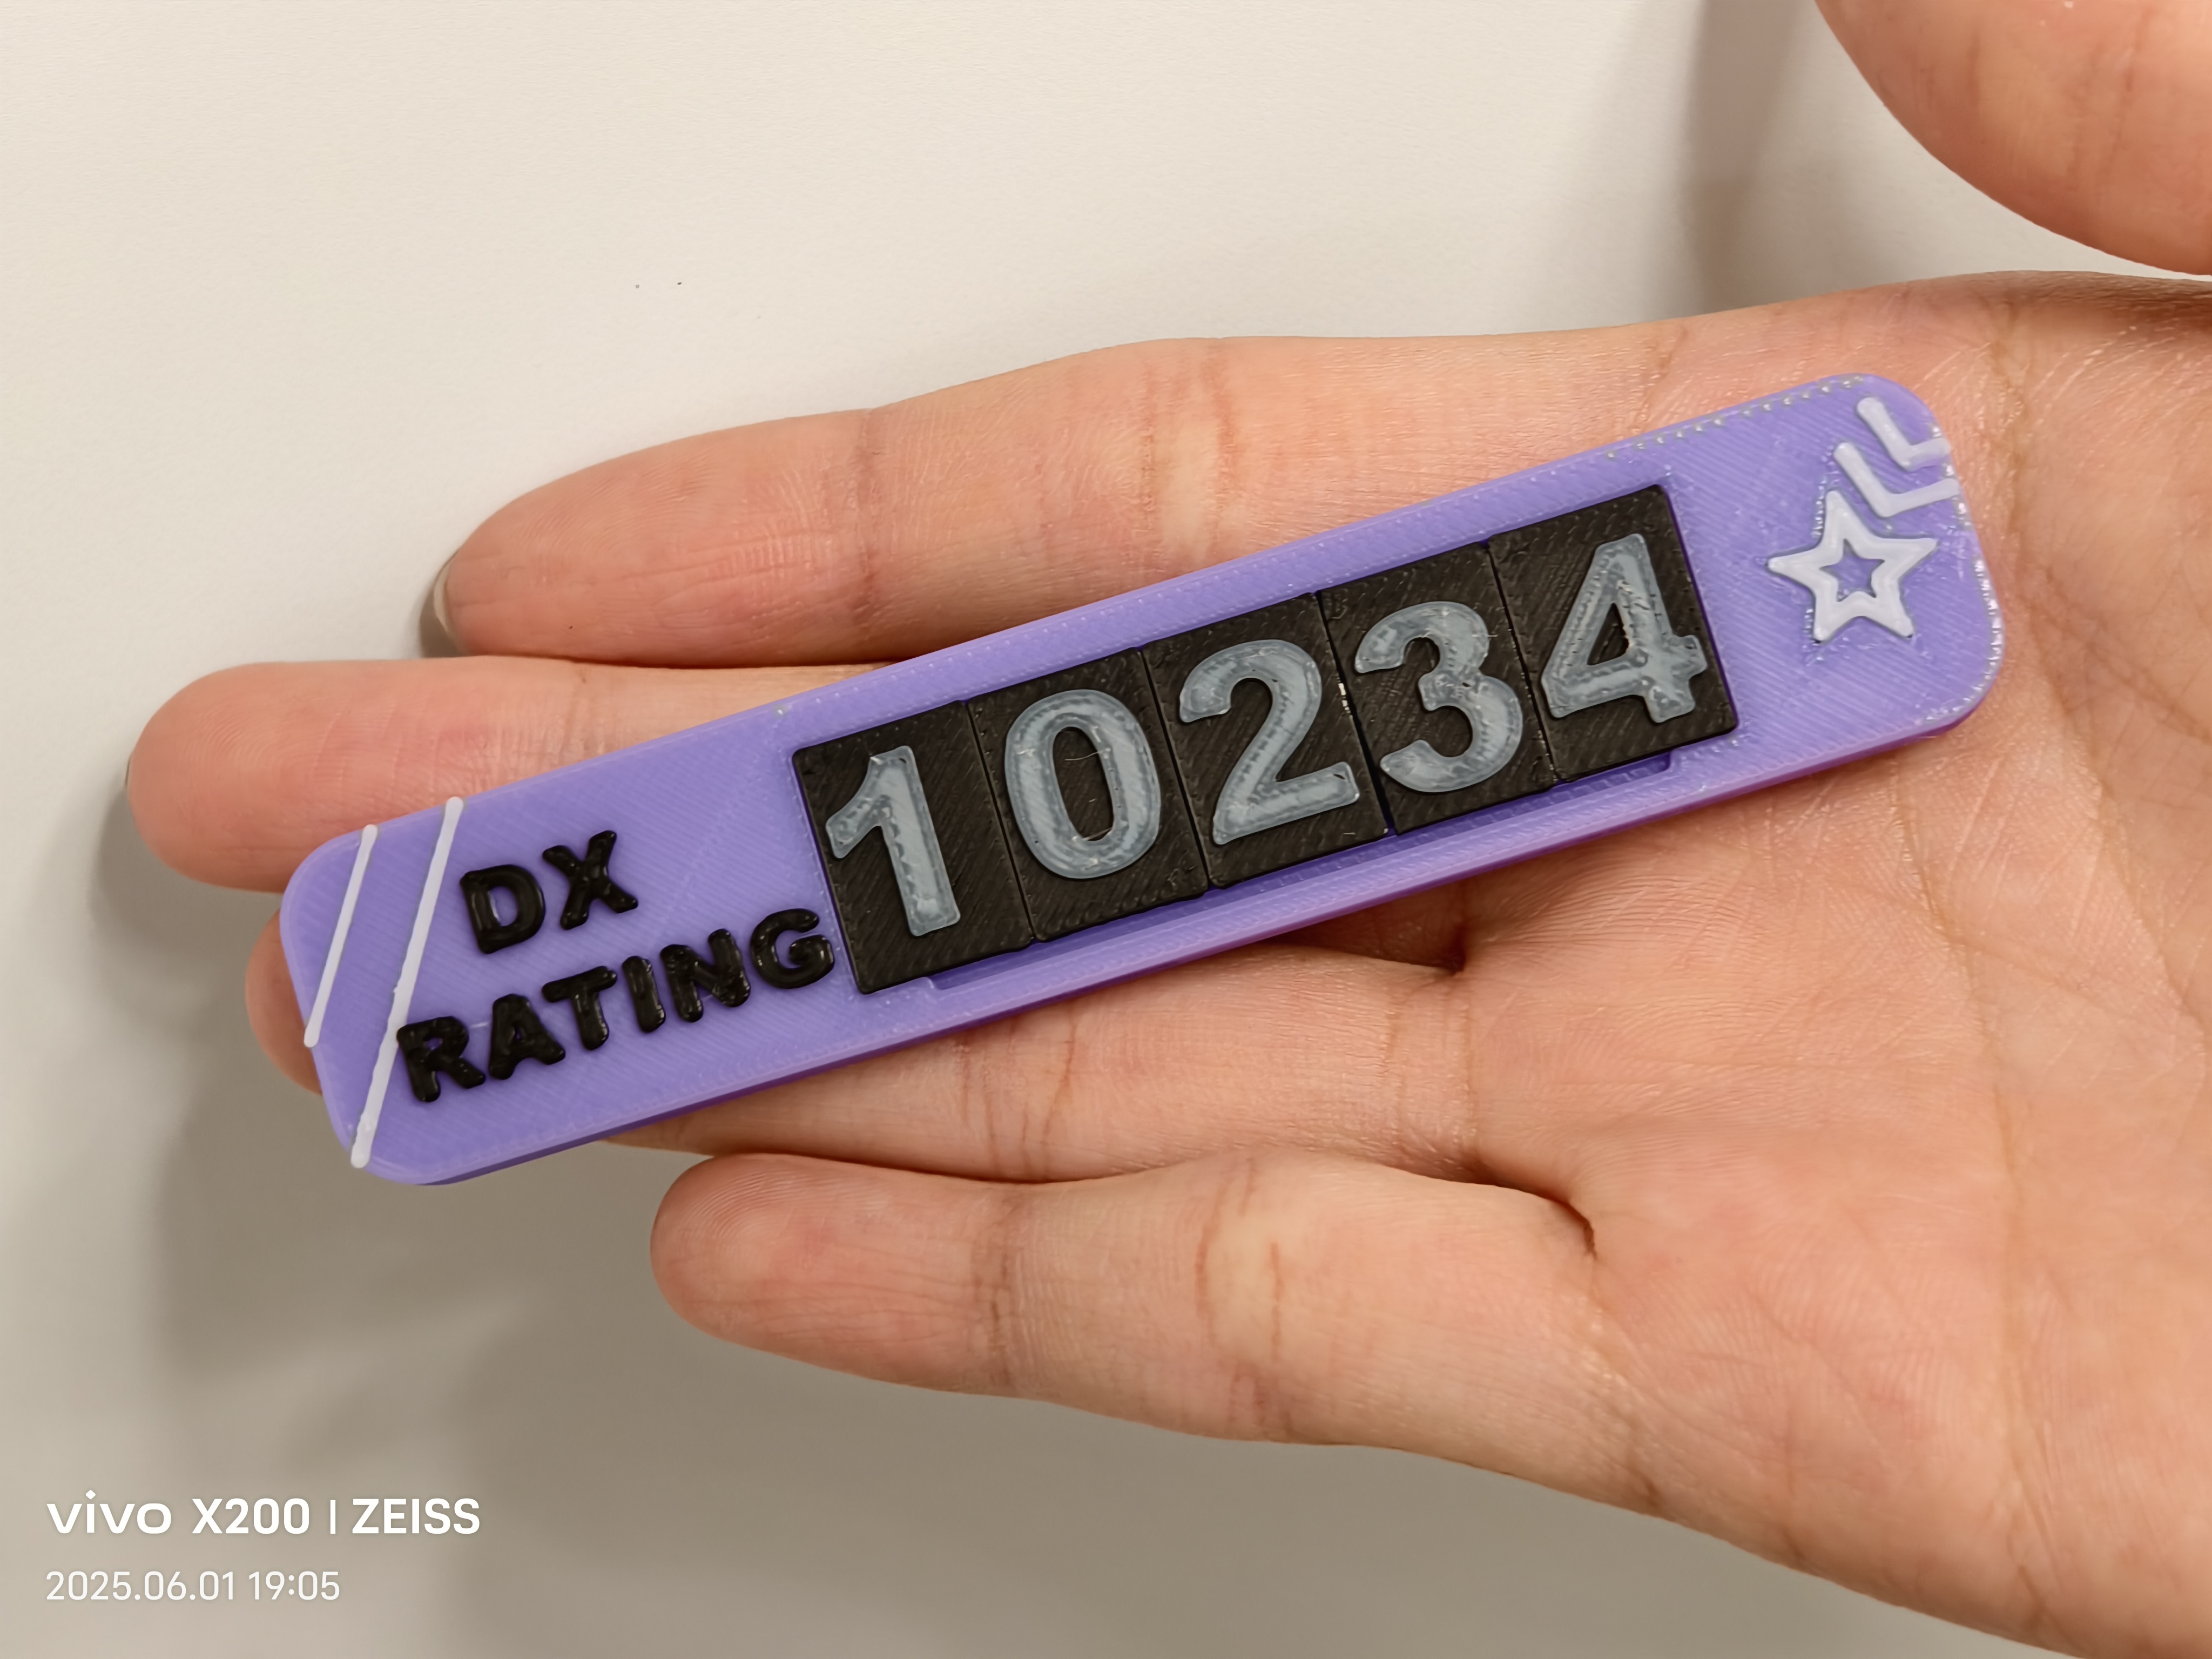 DX
RATING
10234
vivo X200 | ZEISS
2025.06.01 19:05